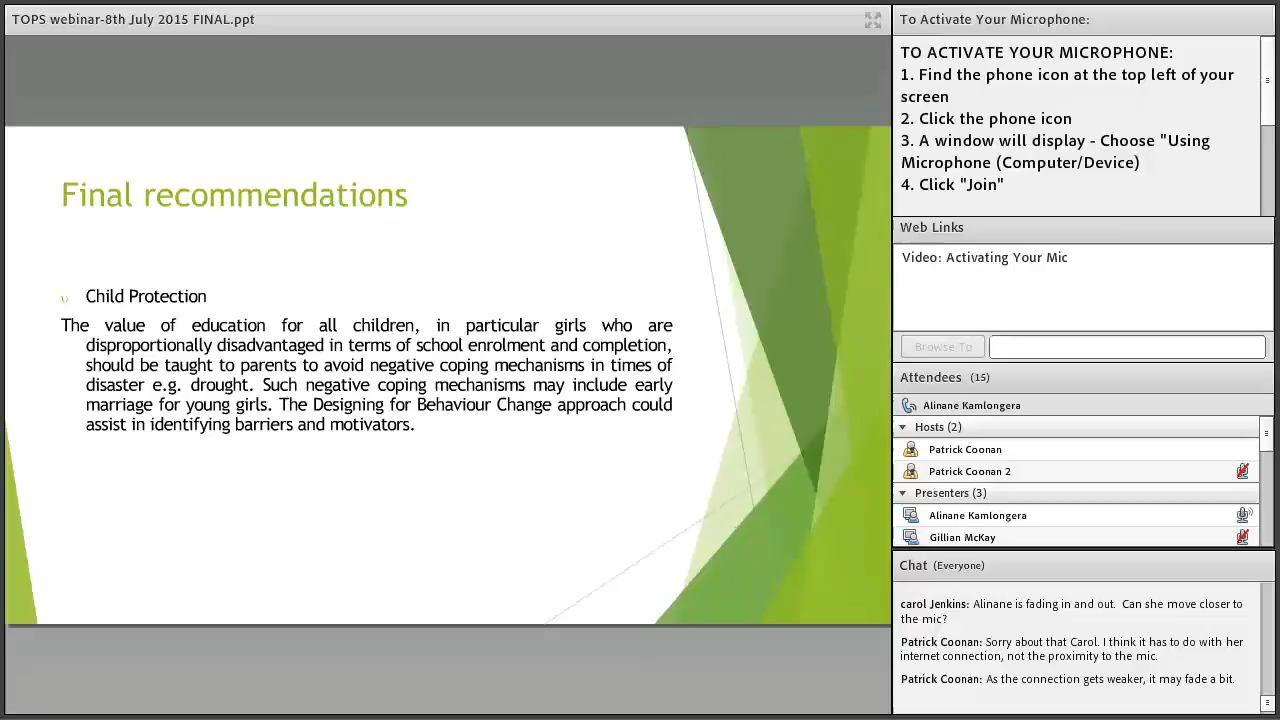 TOPS webinar-8th July 2015 FINAL.ppt
Final recommendations
Child Protection
The value of education for all children, in particular girls who are
disproportionally disadvantaged in terms of school enrolment and completion,
should be taught to parents to avoid negative coping mechanisms in times of
disaster e.g. drought. Such negative coping mechanisms may include early
marriage for young girls. The Designing for Behaviour Change approach could
assist in identifying barriers and motivators.
To Activate Your Microphone:
TO ACTIVATE YOUR MICROPHONE:
1. Find the phone icon at the top left of your
screen
2. Click the phone icon
3. A window will display - Choose "Using
Microphone (Computer/Device)
4. Click "Join"
Web Links
Video: Activating Your Mic
Browse To
Attendees (15)
Alinane Kamlongera
Hosts (2)
Patrick Coonan
Patrick Coonan 2
Presenters (3)
Alinane Kamlongera
Gillian McKay
Chat (Everyone)
carol Jenkins: Alinane is fading in and out. Can she move closer to
the mic?
Patrick Coonan: Sorry about that Carol. I think it has to do with her
internet connection, not the proximity to the mic.
Patrick Coonan: As the connection gets weaker, it may fade a bit.